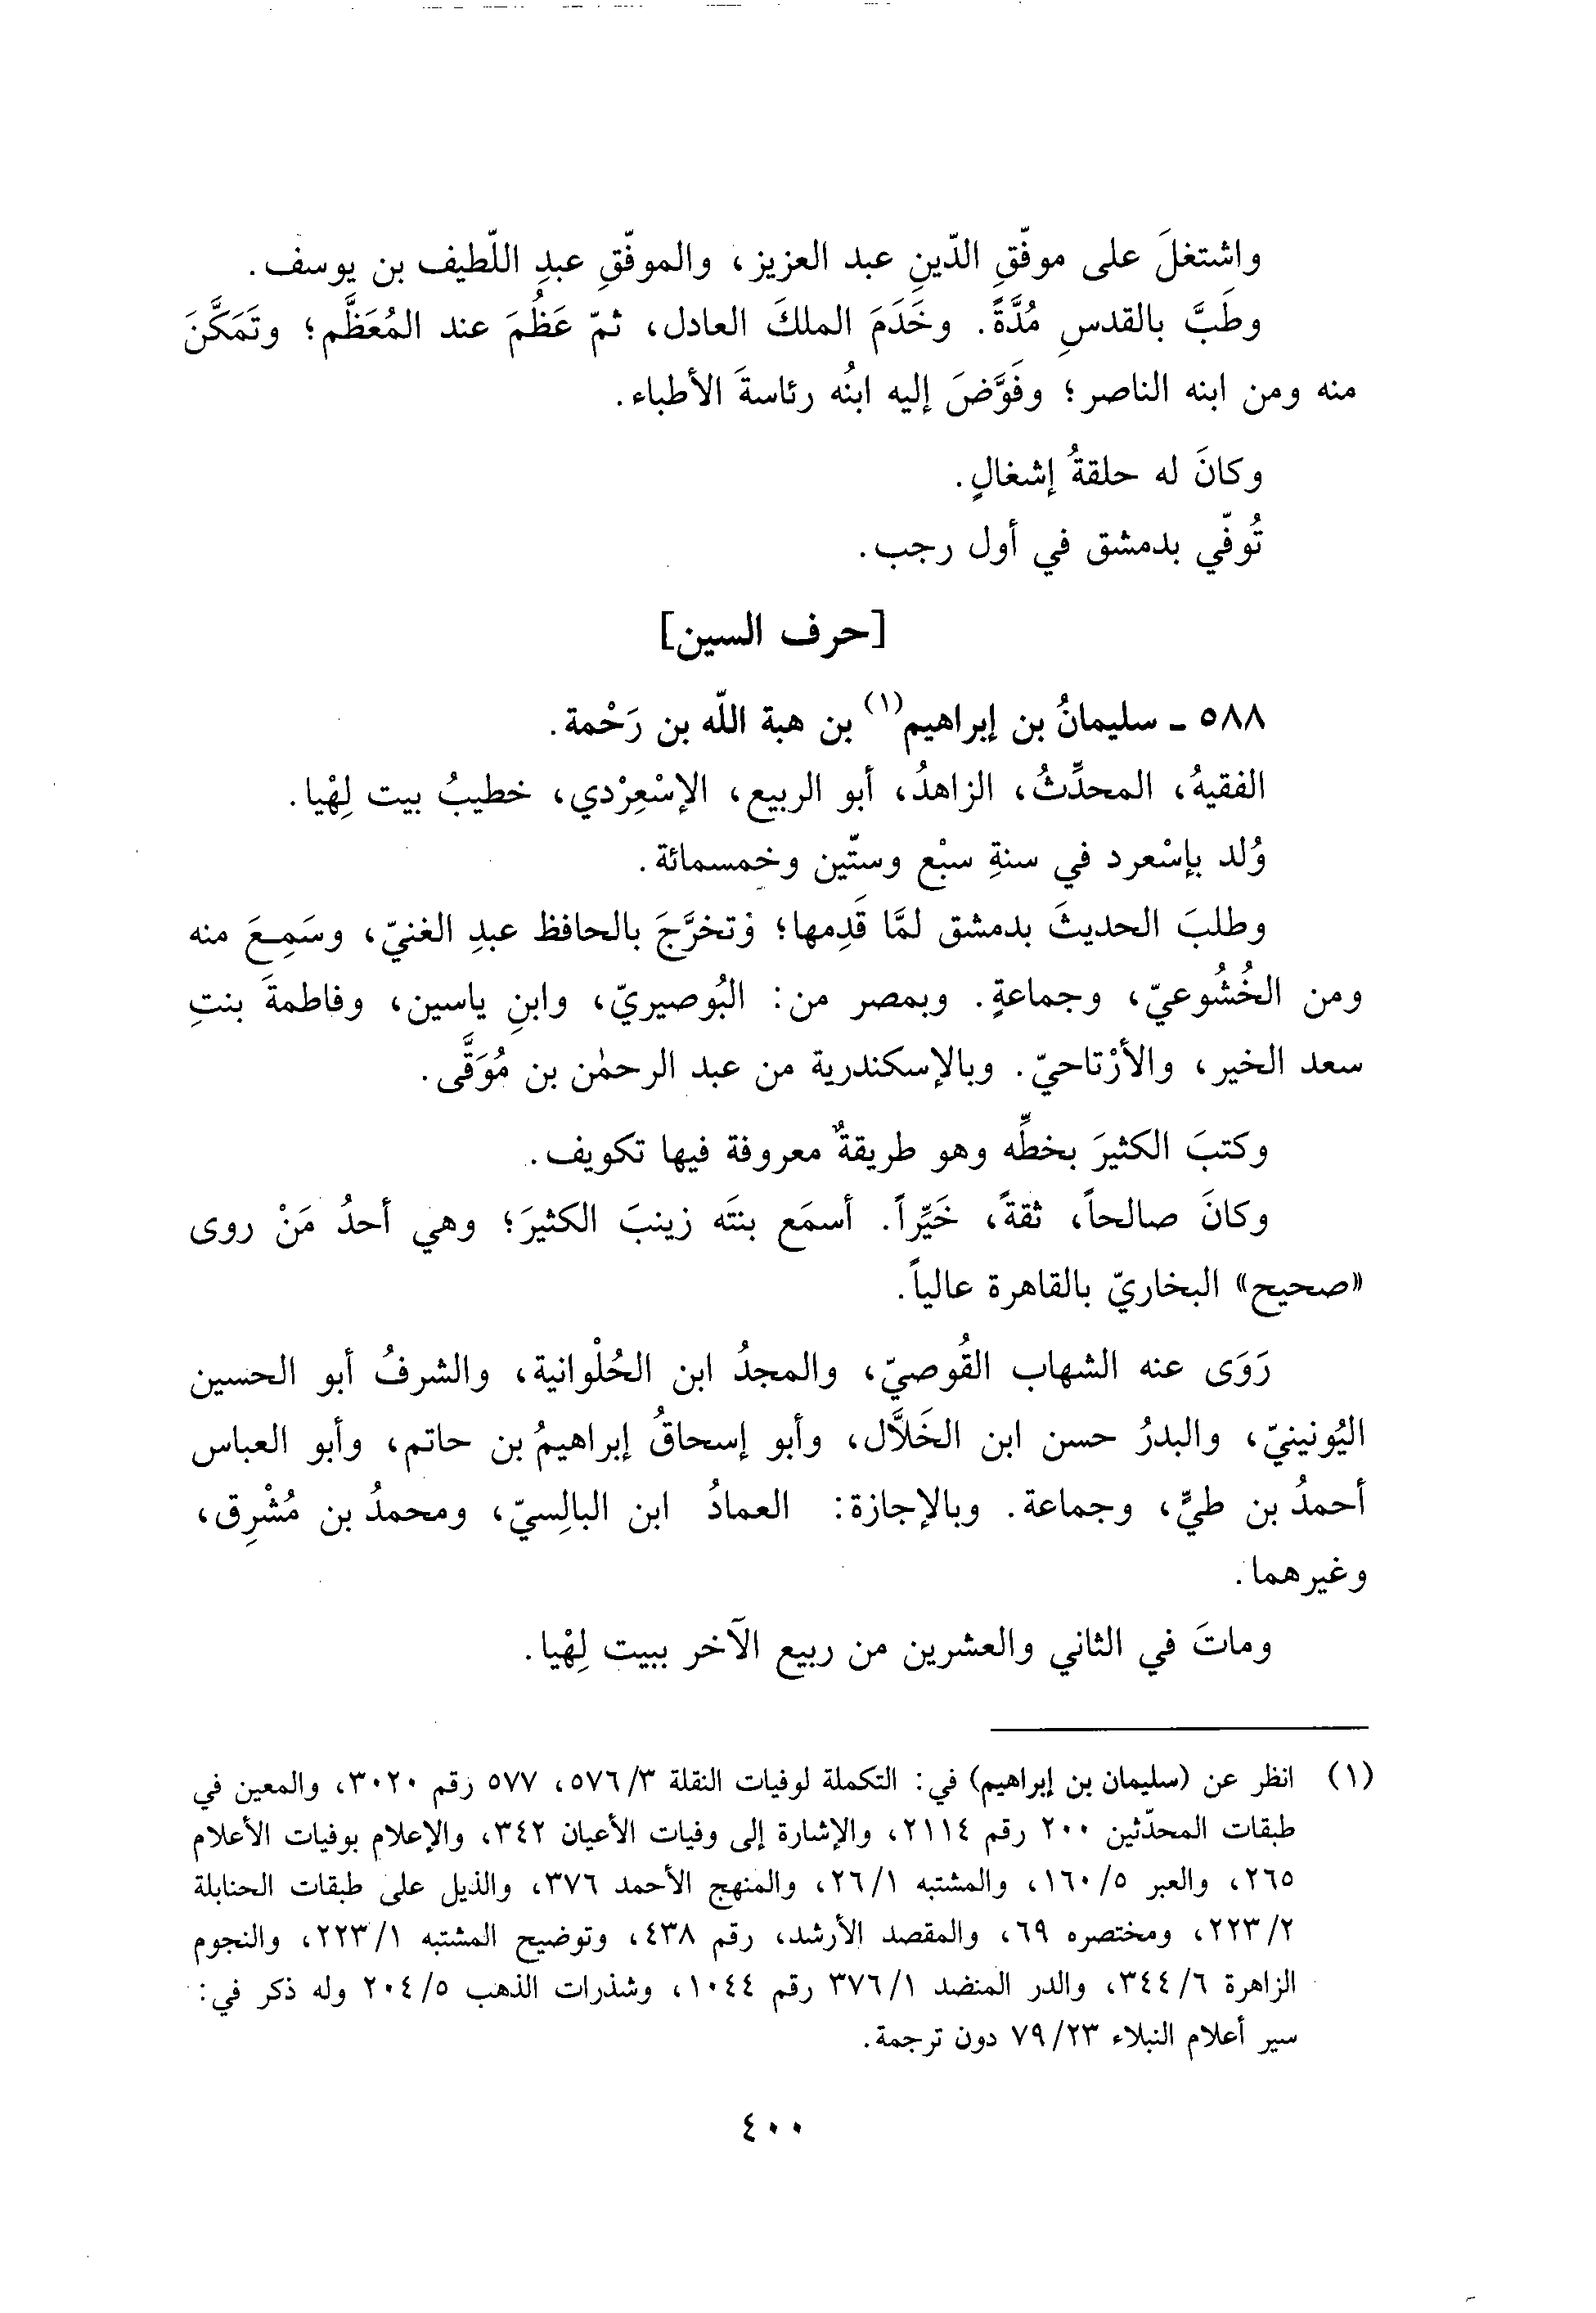 واشتغلَ على موفّقِ الدّينِ عبد العزيز، والموفّقِ عبدِ اللّطيف بن يوسف.
وطَبَّ بالقدسِ مُدَّةً. وخَدَمَ الملكَ العادل، ثمّ عَظُمَ عند المُعَظَّم؛ وتَمَكَّنَ
منه ومن ابنه الناصر؛ وفَوَّضَ إليه ابنُه رئاسةَ الأطباء.
وكانَ له حلقةُ إشغالٍ.
تُوفّي بدمشق في أول رجب.
[حرف السين]
٥٨٨ ـ سليمانُ بن إبراهيم(١) بن هبة اللّه بن رَحْمة.
الفقيهُ، المحدِّثُ، الزاهدُ، أبو الربيع، الإسْعِرْدي، خطيبُ بيت لِهْيا.
وُلد بإسْعرد في سنةِ سبْع وستّين وخمسمائة.
وطلبَ الحديثَ بدمشق لمَّا قَدِمها؛ وتخرَّجَ بالحافظ عبدِ الغنيّ، وسَمِعَ منه
ومن الخُشُوعيّ، وجماعةٍ. وبمصر من: البُوصيريّ، وابنِ ياسين، وفاطمةَ بنتِ
سعد الخير، والأرْتاحيّ. وبالإسكندرية من عبد الرحمٰن بن مُوَقَّى.
وكتبَ الكثيرَ بخطِّه وهو طريقةٌ معروفة فيها تكويف.
وكانَ صالحاً، ثقةً، خَيِّراً. أسمَع بنتَه زينبَ الكثيرَ؛ وهي أحدُ مَنْ روى
«صحيح» البخاريّ بالقاهرة عالياً.
رَوَى عنه الشهاب القُوصيّ، والمجدُ ابن الحُلْوانية، والشرفُ أبو الحسين
اليُونينيّ، والبدرُ حسن ابن الخَلاَّل، وأبو إسحاقُ إبراهيمُ بن حاتم، وأبو العباس
أحمدُ بن طيٍّ، وجماعة. وبالإجازة: العمادُ ابن البالِسيّ، ومحمدُ بن مُشْرِق،
وغيرهما.
وماتَ في الثاني والعشرين من ربيع الآخر ببيت لِهْيا.
(١) انظر عن (سليمان بن إبراهيم) في: التكملة لوفيات النقلة ٣/ ٥٧٦، ٥٧٧ رقم ٣٠٢٠، والمعين في
طبقات المحدّثين ٢٠٠ رقم ٢١١٤، والإشارة إلى وفيات الأعيان ٣٤٢، والإعلام بوفيات الأعلام
٢٦٥، والعبر ٥/ ١٦٠، والمشتبه ١/ ٢٦، والمنهج الأحمد ٣٧٦، والذيل على طبقات الحنابلة
٢/ ٢٢٣، ومختصره ٦٩، والمقصد الأرشد، رقم ٤٣٨، وتوضيح المشتبه ١/ ٢٢٣، والنجوم
الزاهرة ٦/ ٣٤٤، والدر المنضد ١/ ٣٧٦ رقم ١٠٤٤، وشذرات الذهب ٥/ ٢٠٤ وله ذكر في:
سير أعلام النبلاء ٢٣/ ٧٩ دون ترجمة.
٤٠٠